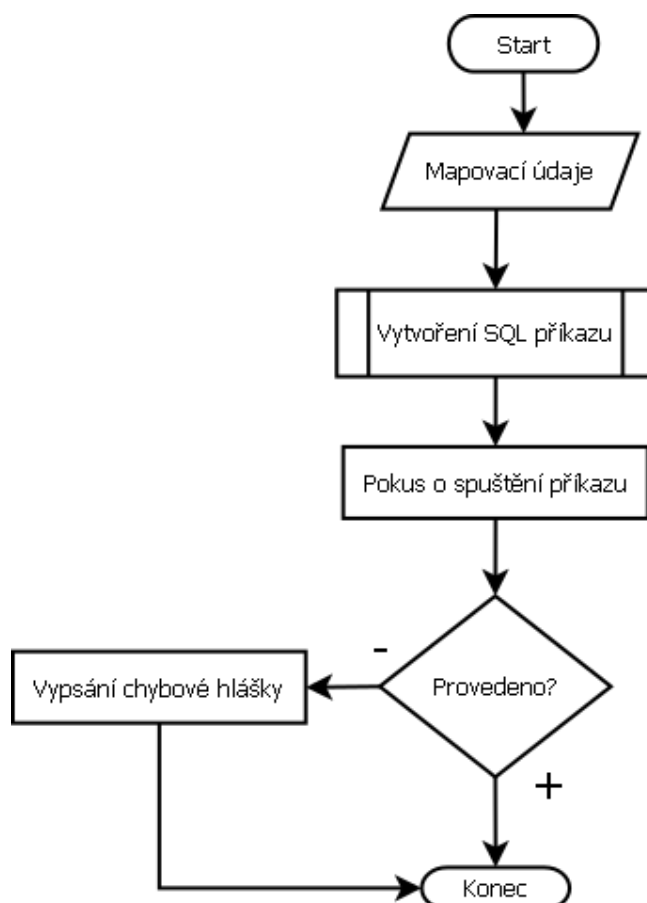 Start
Mapovací údaje
Vytvoření SQL příkazu
Pokus o spuštění příkazu
Provedeno?
-
Vypsání chybové hlášky
+
Konec